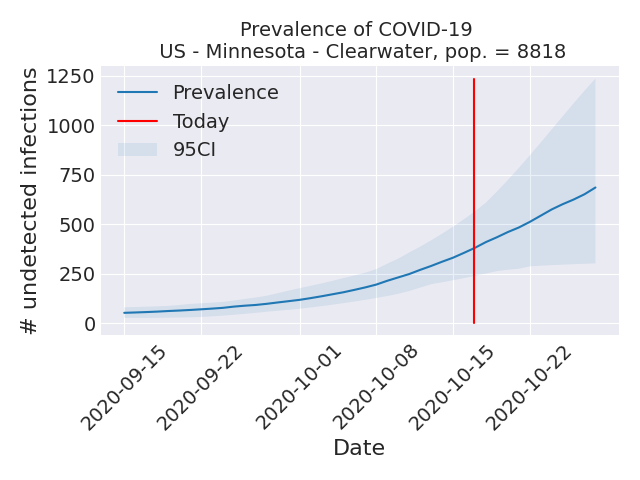 Prevalence of COVID-19
US - Minnesota - Clearwater, pop. = 8818
# undetected infections
1250
1000
750
500
250
0
Prevalence
Today
95CI
2020-09-15
2020-09-22
2020-10-01
2020-10-08
2020-10-15
2020-10-22
Date